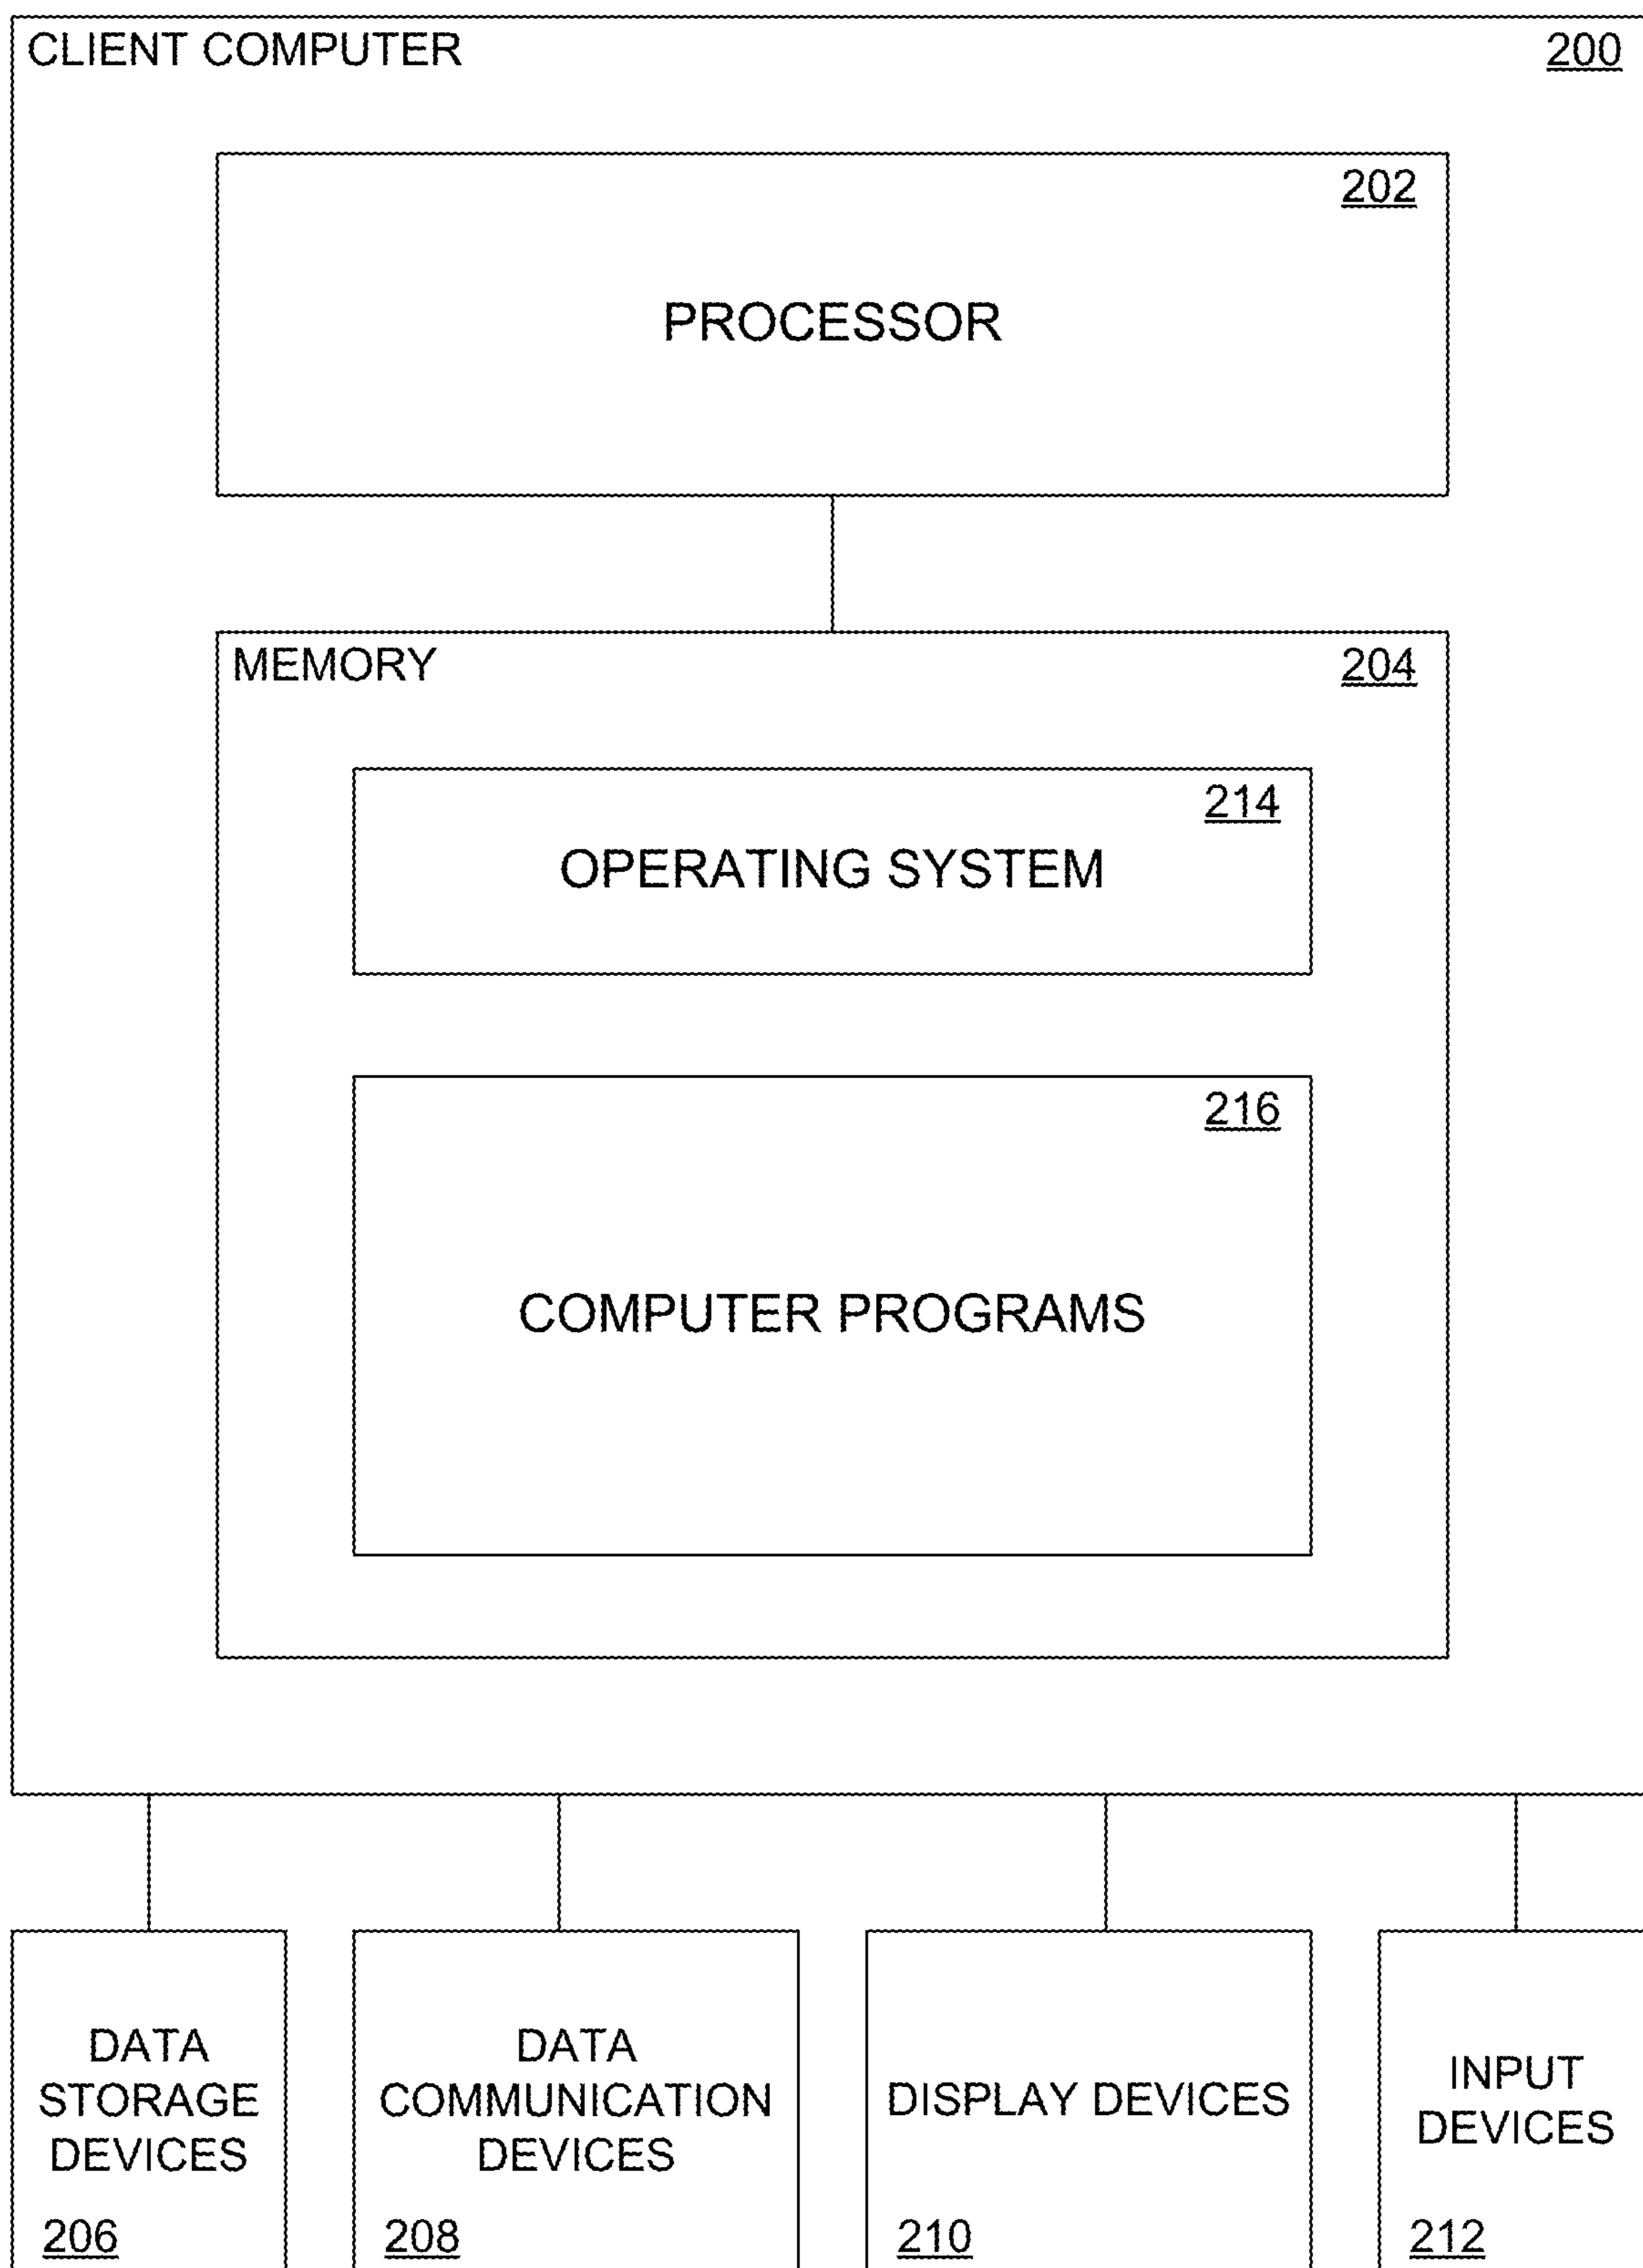 CLIENT COMPUTER 200
202
PROCESSOR
MEMORY 204
214
OPERATING SYSTEM
216
COMPUTER PROGRAMS
DATA
STORAGE
DEVICES
206
DATA
COMMUNICATION
DEVICES
208
DISPLAY DEVICES
210
INPUT
DEVICES
212